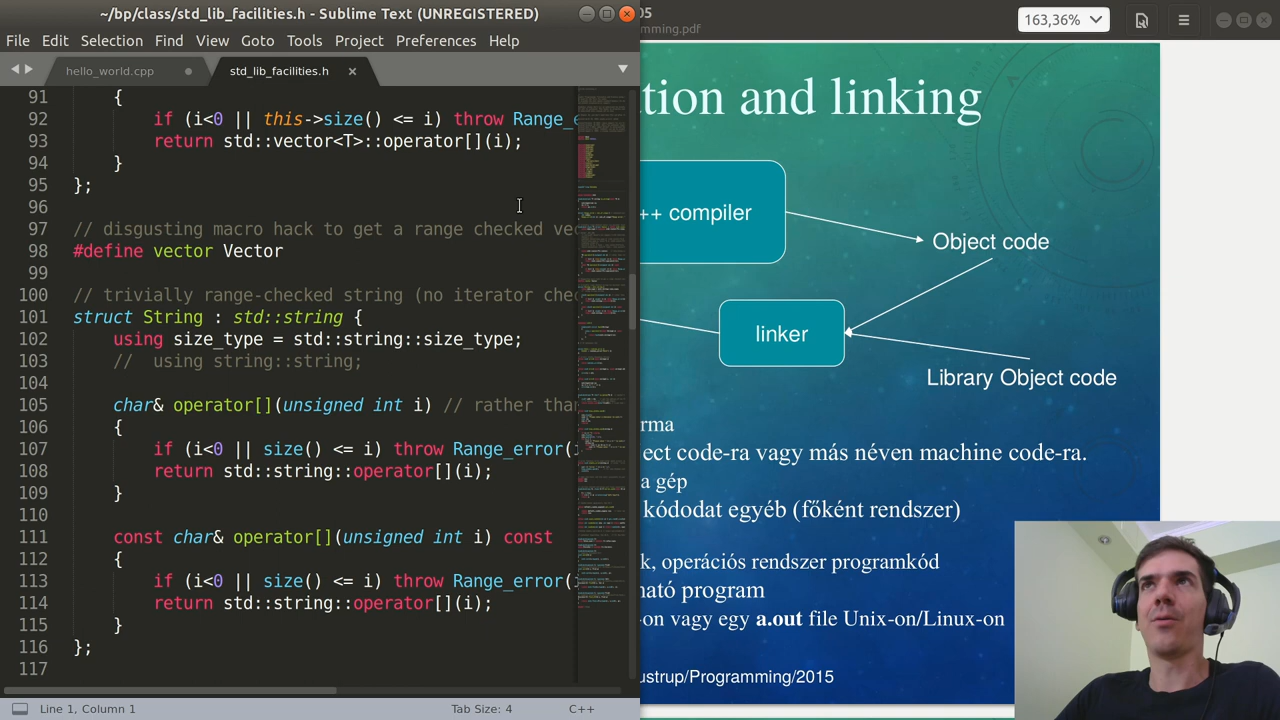 ~/bp/class/std_lib_facilities.h - Sublime Text (UNREGISTERED)
File Edit Selection Find View Goto Tools Project Preferences Help
hello_world.cpp
std_lib_facilities.h
91 {
92 if (i<0 || this->size() <= i) throw Range_e
93 return std::vector<T>::operator[](i);
94 }
95 };
96
97 // disgusting macro hack to get a range checked vec
98 #define vector Vector
99
100 // trivially range-checked string (no iterator chec
101 struct String : std::string {
102 using size_type = std::string::size_type;
103 // using std::string::string;
104
105 char& operator[](unsigned int i) // rather than
106 {
107 if (i<0 || size() <= i) throw Range_error(i
108 return std::string::operator[](i);
109 }
110
111 const char& operator[](unsigned int i) const
112 {
113 if (i<0 || size() <= i) throw Range_error(i
114 return std::string::operator[](i);
115 }
116 };
117
Line 1, Column 1
Tab Size: 4
C++
05
mming.pdf
163,36%
tion and linking
++ compiler
Object code
linker
Library Object code
rma
ect code-ra vagy más néven machine code-ra.
a gép
kódodat egyéb (főként rendszer)
k, operációs rendszer programkód
ható program
-on vagy egy a.out file Unix-on/Linux-on
ustrup/Programming/2015